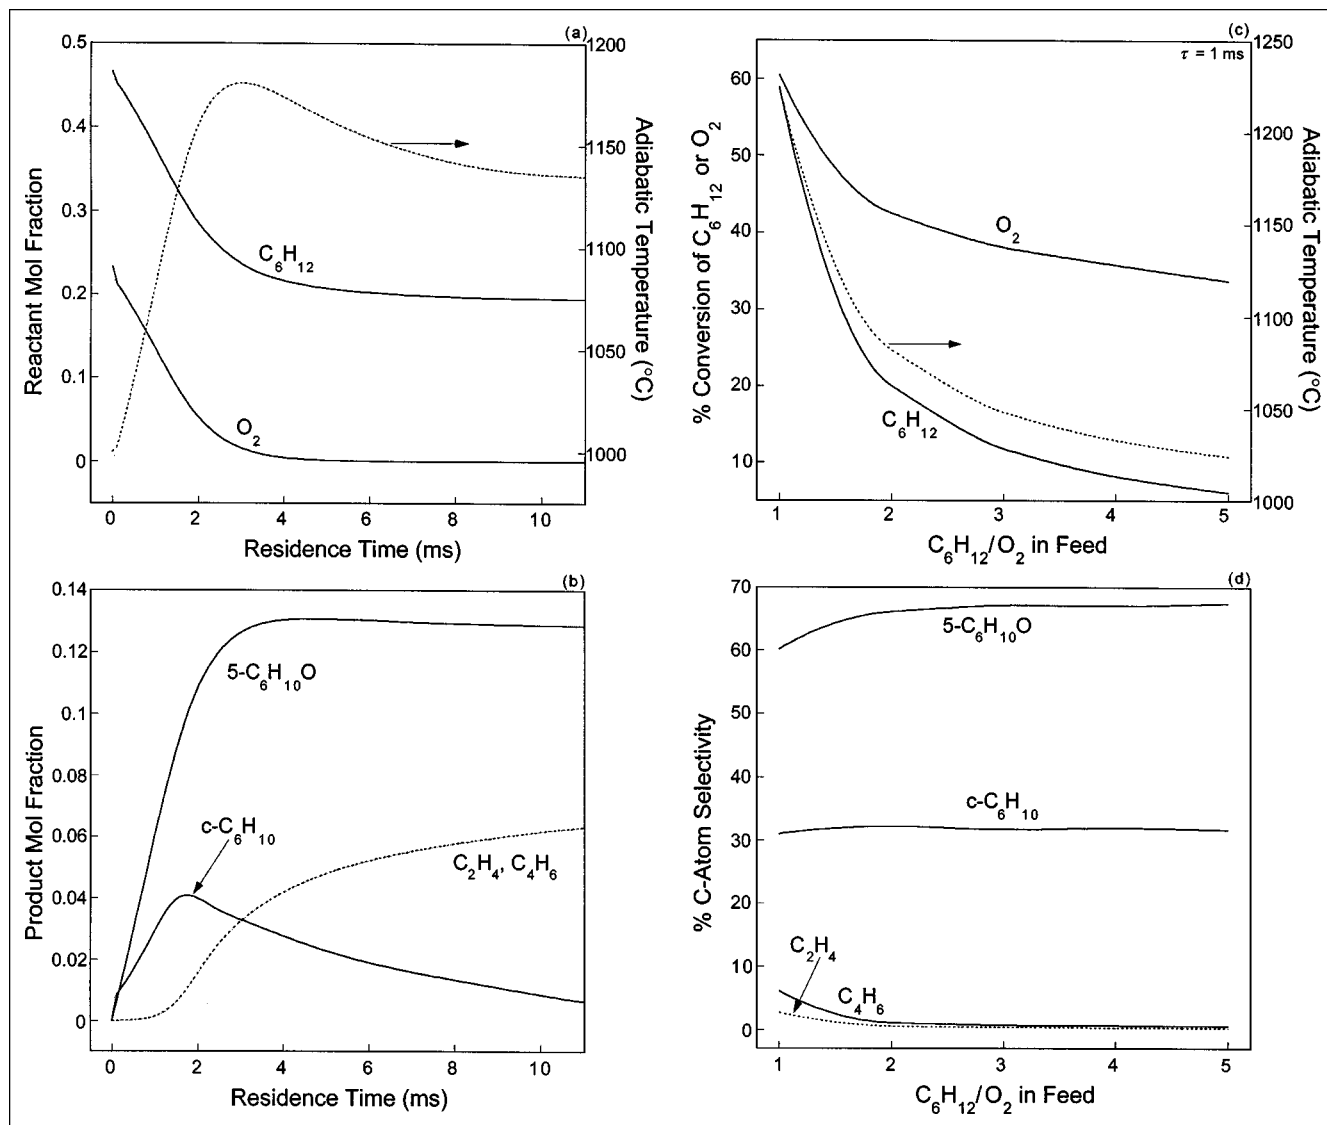 (a)
0.5
0.4
0.3
0.2
0.1
0
Reactant Mol Fraction
C₆H₁₂
O₂
1200
1150
1100
1050
1000
Adiabatic Temperature (°C)
0 2 4 6 8 10
Residence Time (ms)
(b)
0.14
0.12
0.1
0.08
0.06
0.04
0.02
0
Product Mol Fraction
5-C₆H₁₀O
c-C₆H₁₀
C₂H₄, C₄H₆
0 2 4 6 8 10
Residence Time (ms)
(c)
τ = 1 ms
60
50
40
30
20
10
% Conversion of C₆H₁₂ or O₂
O₂
C₆H₁₂
1250
1200
1150
1100
1050
1000
Adiabatic Temperature (°C)
1 2 3 4 5
C₆H₁₂/O₂ in Feed
(d)
70
60
50
40
30
20
10
0
% C-Atom Selectivity
5-C₆H₁₀O
c-C₆H₁₀
C₂H₄
C₄H₆
1 2 3 4 5
C₆H₁₂/O₂ in Feed